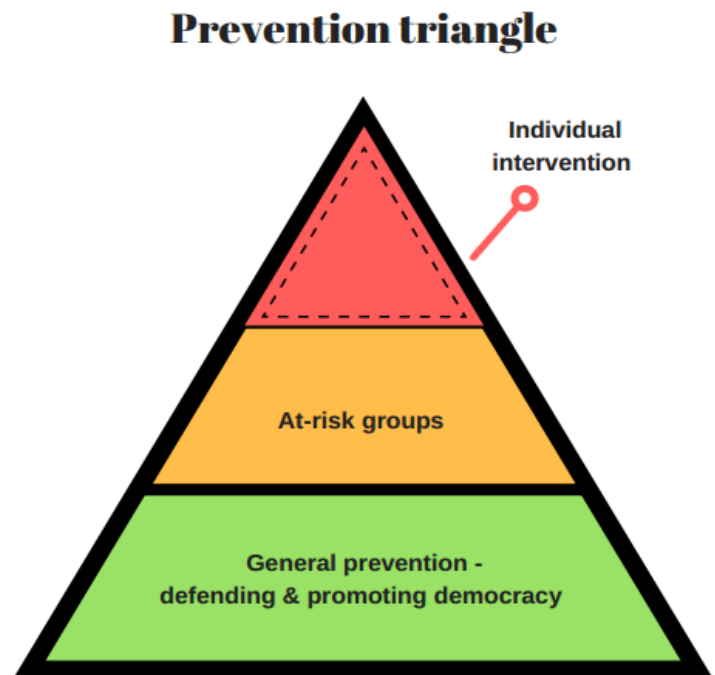 Prevention triangle
Individual
intervention
At-risk groups
General prevention -
defending & promoting democracy